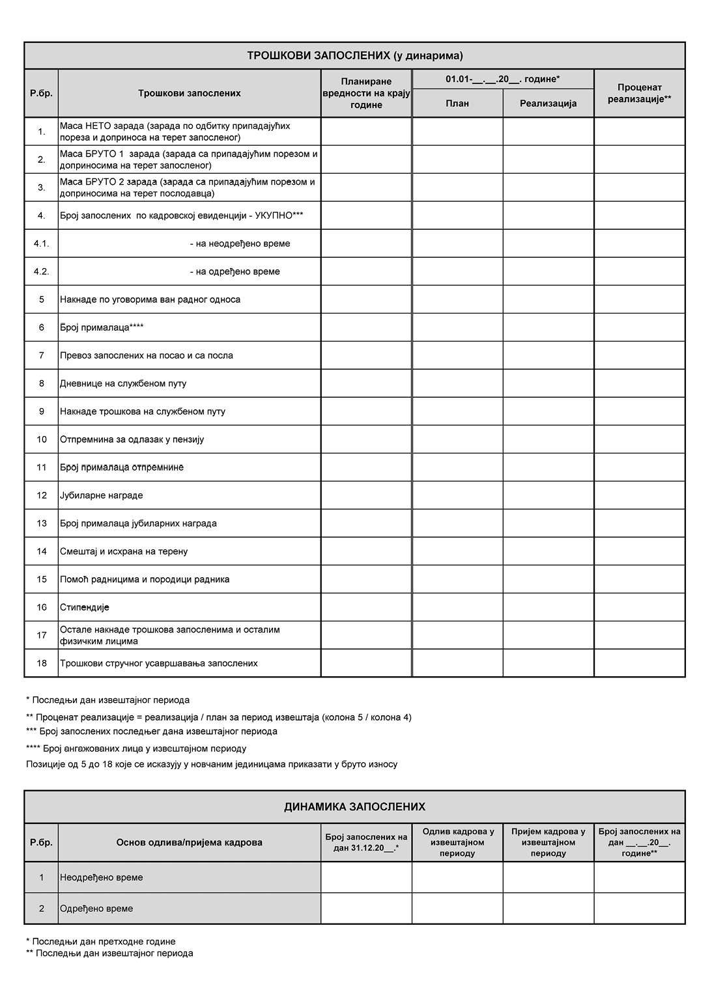 ТРОШКОВИ ЗАПОСЛЕНИХ (у динарима)
Р.бр.
Трошкови запослених
Планиране
вредности на крају
године
01.01-__.__.20__. године*
План
Реализација
Проценат
реализације**
1.
Маса НЕТО зарада (зарада по одбитку припадајућих
пореза и доприноса на терет запосленог)
2.
Маса БРУТО 1  зарада (зарада са припадајућим порезом и
доприносима на терет запосленог)
3.
Маса БРУТО 2 зарада (зарада са припадајућим порезом и
доприносима на терет послодавца)
4.
Број запослених  по кадровској евиденцији - УКУПНО***
4.1.
- на неодређено време
4.2.
- на одређено време
5
Накнаде по уговорима ван радног односа
6
Број прималаца****
7
Превоз запослених на посао и са посла
8
Дневнице на службеном путу
9
Накнаде трошкова на службеном путу
10
Отпремнина за одлазак у пензију
11
Број прималаца отпремнине
12
Јубиларне награде
13
Број прималаца јубиларних награда
14
Смештај и исхрана на терену
15
Помоћ радницима и породици радника
16
Стипендије
17
Остале накнаде трошкова запосленима и осталим
физичким лицима
18
Трошкови стручног усавршавања запослених
* Последњи дан извештајног периода
** Проценат реализације = реализација / план за период извештаја (колона 5 / колона 4)
*** Број запослених последњег дана извештајног периода
**** Број ангажованих лица у извештајном периоду
Позиције од 5 до 18 које се исказују у новчаним јединицама приказати у бруто износу
ДИНАМИКА ЗАПОСЛЕНИХ
Р.бр.
Основ одлива/пријема кадрова
Број запослених на
дан 31.12.20__.*
Одлив кадрова у
извештајном
периоду
Пријем кадрова у
извештајном
периоду
Број запослених на
дан __.__.20__.
године**
1
Неодређено време
2
Одређено време
* Последњи дан претходне године
** Последњи дан извештајног периода